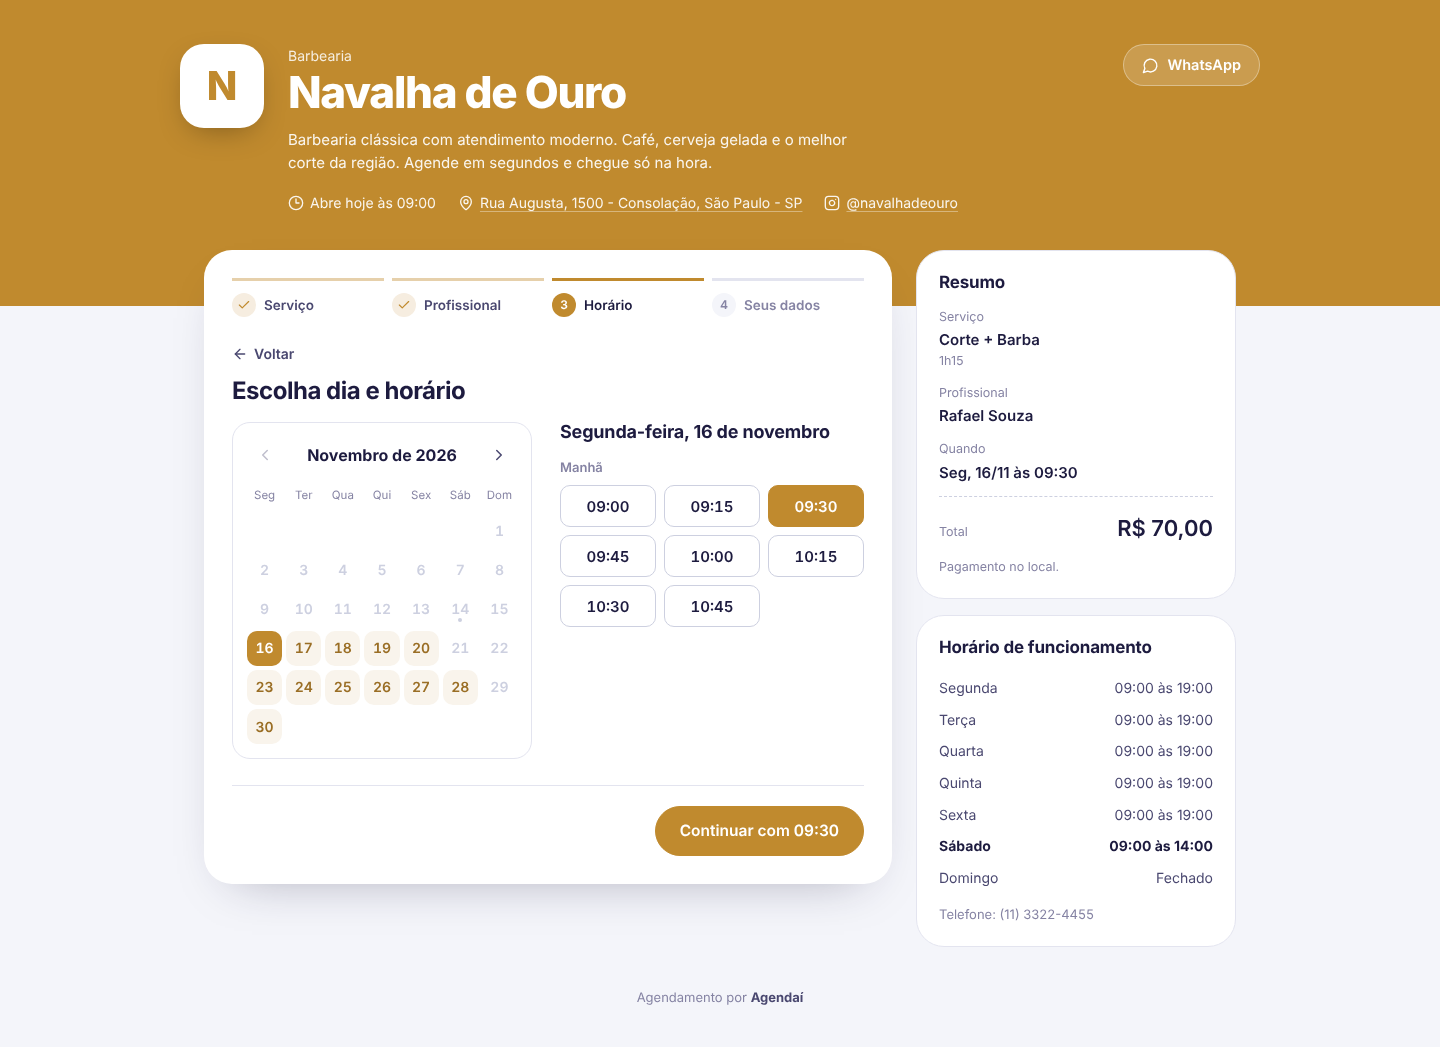 N
Barbearia
Navalha de Ouro
WhatsApp
Barbearia clássica com atendimento moderno. Café, cerveja gelada e o melhor
corte da região. Agende em segundos e chegue só na hora.
Abre hoje às 09:00
Rua Augusta, 1500 - Consolação, São Paulo - SP
@navalhadeouro
Serviço
Profissional
3 Horário
4 Seus dados
Voltar
Escolha dia e horário
Novembro de 2026
Seg Ter Qua Qui Sex Sáb Dom
1
2 3 4 5 6 7 8
9 10 11 12 13 14 15
16 17 18 19 20 21 22
23 24 25 26 27 28 29
30
Segunda-feira, 16 de novembro
Manhã
09:00 09:15 09:30
09:45 10:00 10:15
10:30 10:45
Continuar com 09:30
Resumo
Serviço
Corte + Barba
1h15
Profissional
Rafael Souza
Quando
Seg, 16/11 às 09:30
Total R$ 70,00
Pagamento no local.
Horário de funcionamento
Segunda 09:00 às 19:00
Terça 09:00 às 19:00
Quarta 09:00 às 19:00
Quinta 09:00 às 19:00
Sexta 09:00 às 19:00
Sábado 09:00 às 14:00
Domingo Fechado
Telefone: (11) 3322-4455
Agendamento por Agendaí